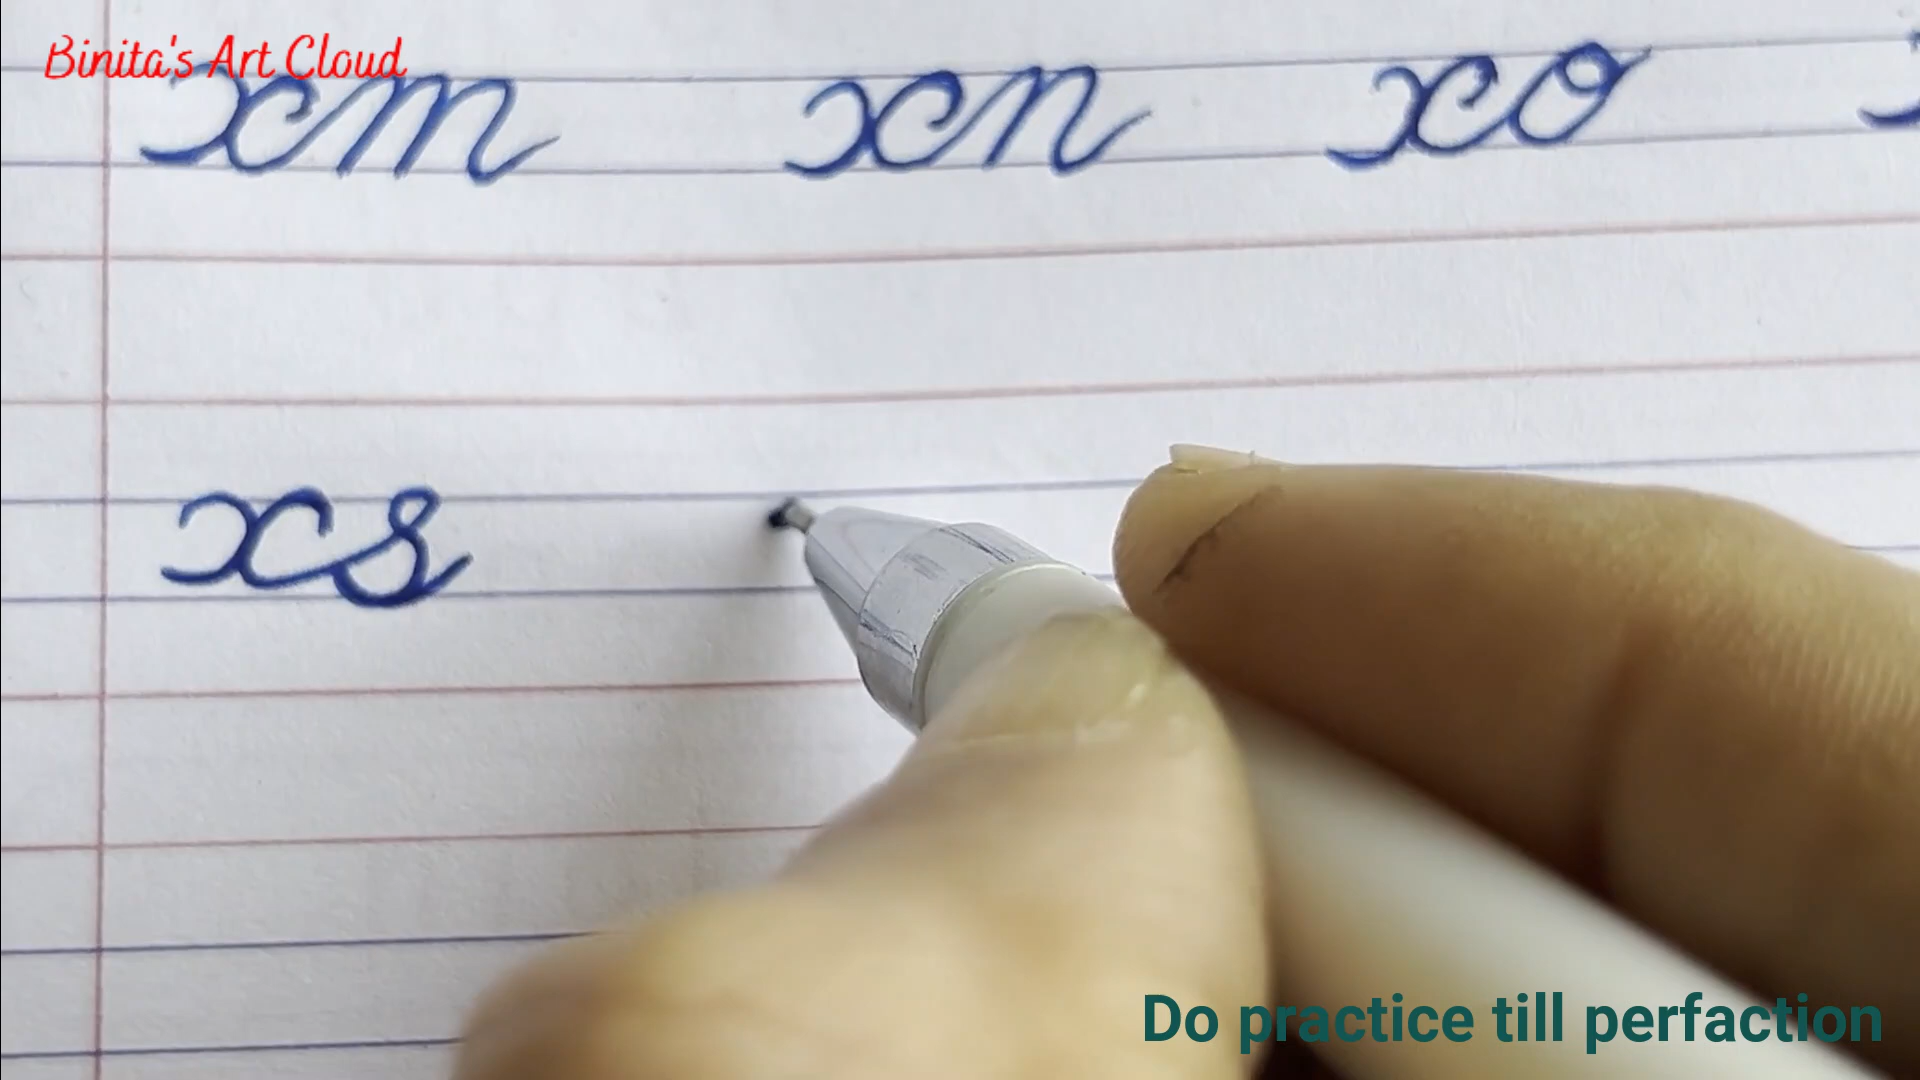 Binita's Art Cloud
xm xn xo
xs
Do practice till perfaction